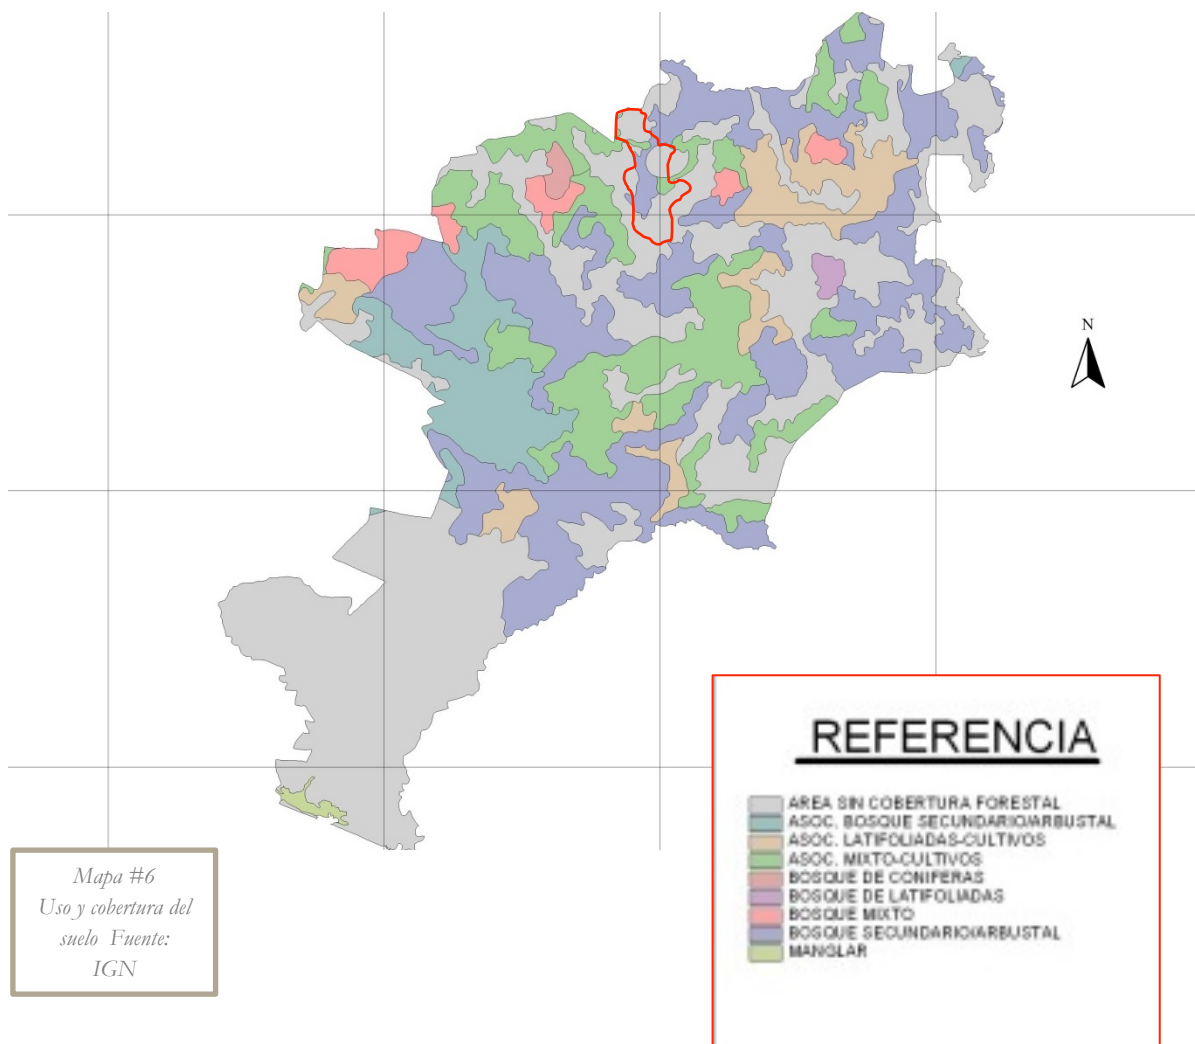 N
REFERENCIA
AREA SIN COBERTURA FORESTAL
ASOC. BOSQUE SECUNDARIO/ARBUSTAL
ASOC. LATIFOLIADAS-CULTIVOS
ASOC. MIXTO-CULTIVOS
BOSQUE DE CONIFERAS
BOSQUE DE LATIFOLIADAS
BOSQUE MIXTO
BOSQUE SECUNDARIO/ARBUSTAL
MANGLAR
Mapa #6
Uso y cobertura del
suelo Fuente:
IGN